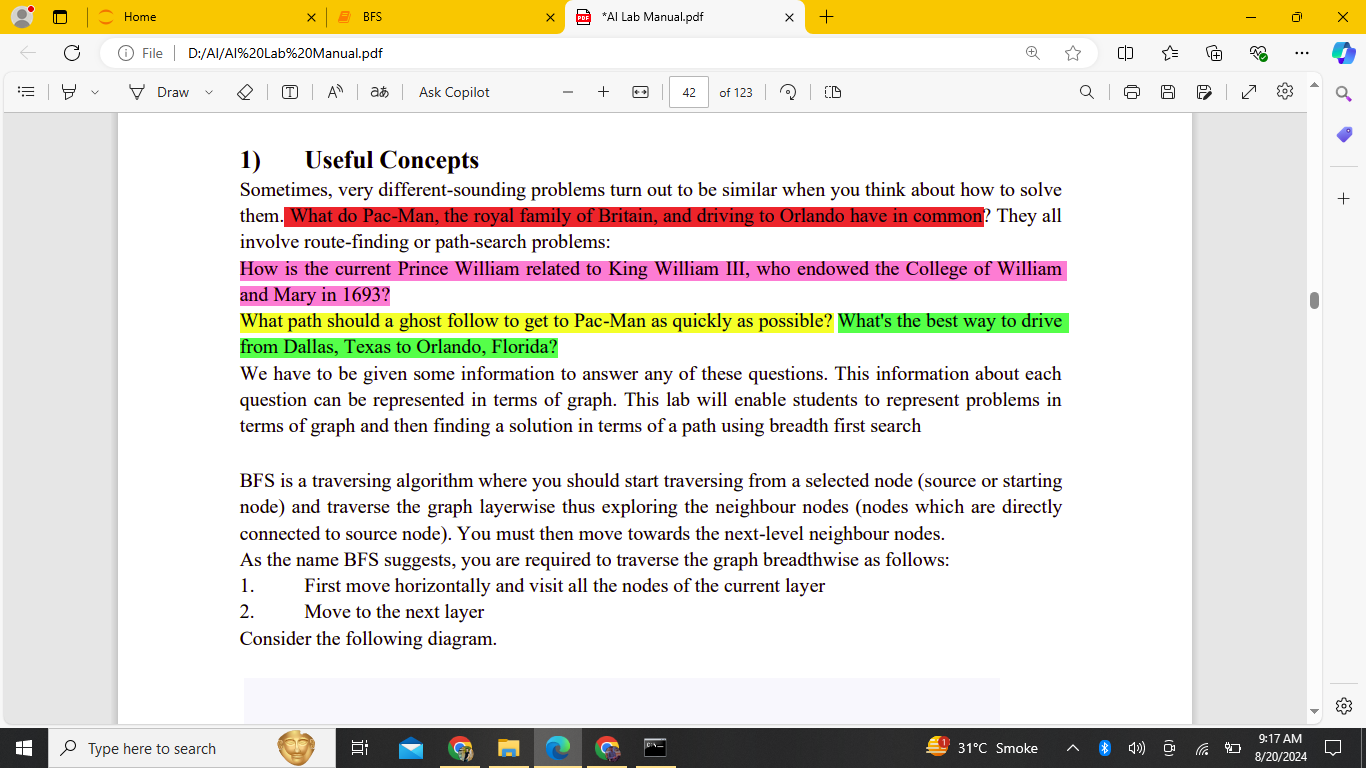 Home
BFS
*AI Lab Manual.pdf
File
D:/AI/AI%20Lab%20Manual.pdf
Draw
Ask Copilot
42
of 123
1) Useful Concepts
Sometimes, very different-sounding problems turn out to be similar when you think about how to solve
them. What do Pac-Man, the royal family of Britain, and driving to Orlando have in common? They all
involve route-finding or path-search problems:
How is the current Prince William related to King William III, who endowed the College of William
and Mary in 1693?
What path should a ghost follow to get to Pac-Man as quickly as possible? What's the best way to drive
from Dallas, Texas to Orlando, Florida?
We have to be given some information to answer any of these questions. This information about each
question can be represented in terms of graph. This lab will enable students to represent problems in
terms of graph and then finding a solution in terms of a path using breadth first search
BFS is a traversing algorithm where you should start traversing from a selected node (source or starting
node) and traverse the graph layerwise thus exploring the neighbour nodes (nodes which are directly
connected to source node). You must then move towards the next-level neighbour nodes.
As the name BFS suggests, you are required to traverse the graph breadthwise as follows:
1. First move horizontally and visit all the nodes of the current layer
2. Move to the next layer
Consider the following diagram.
Type here to search
1
31°C Smoke
9:17 AM
8/20/2024